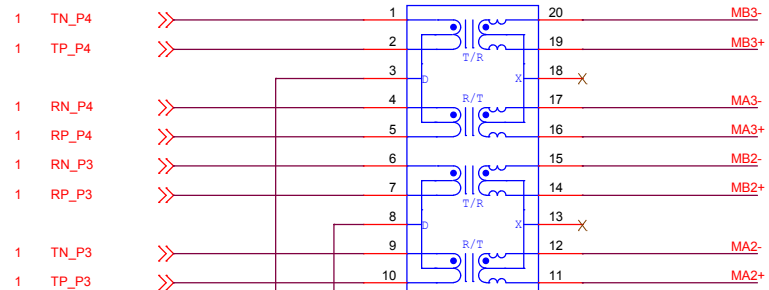 1 TN_P4 1 20 MB3-
1 TP_P4 2 19 MB3+
T/R
3 D X 18
R/T
1 RN_P4 4 17 MA3-
1 RP_P4 5 16 MA3+
1 RN_P3 6 15 MB2-
1 RP_P3 7 14 MB2+
T/R
8 D X 13
R/T
1 TN_P3 9 12 MA2-
1 TP_P3 10 11 MA2+